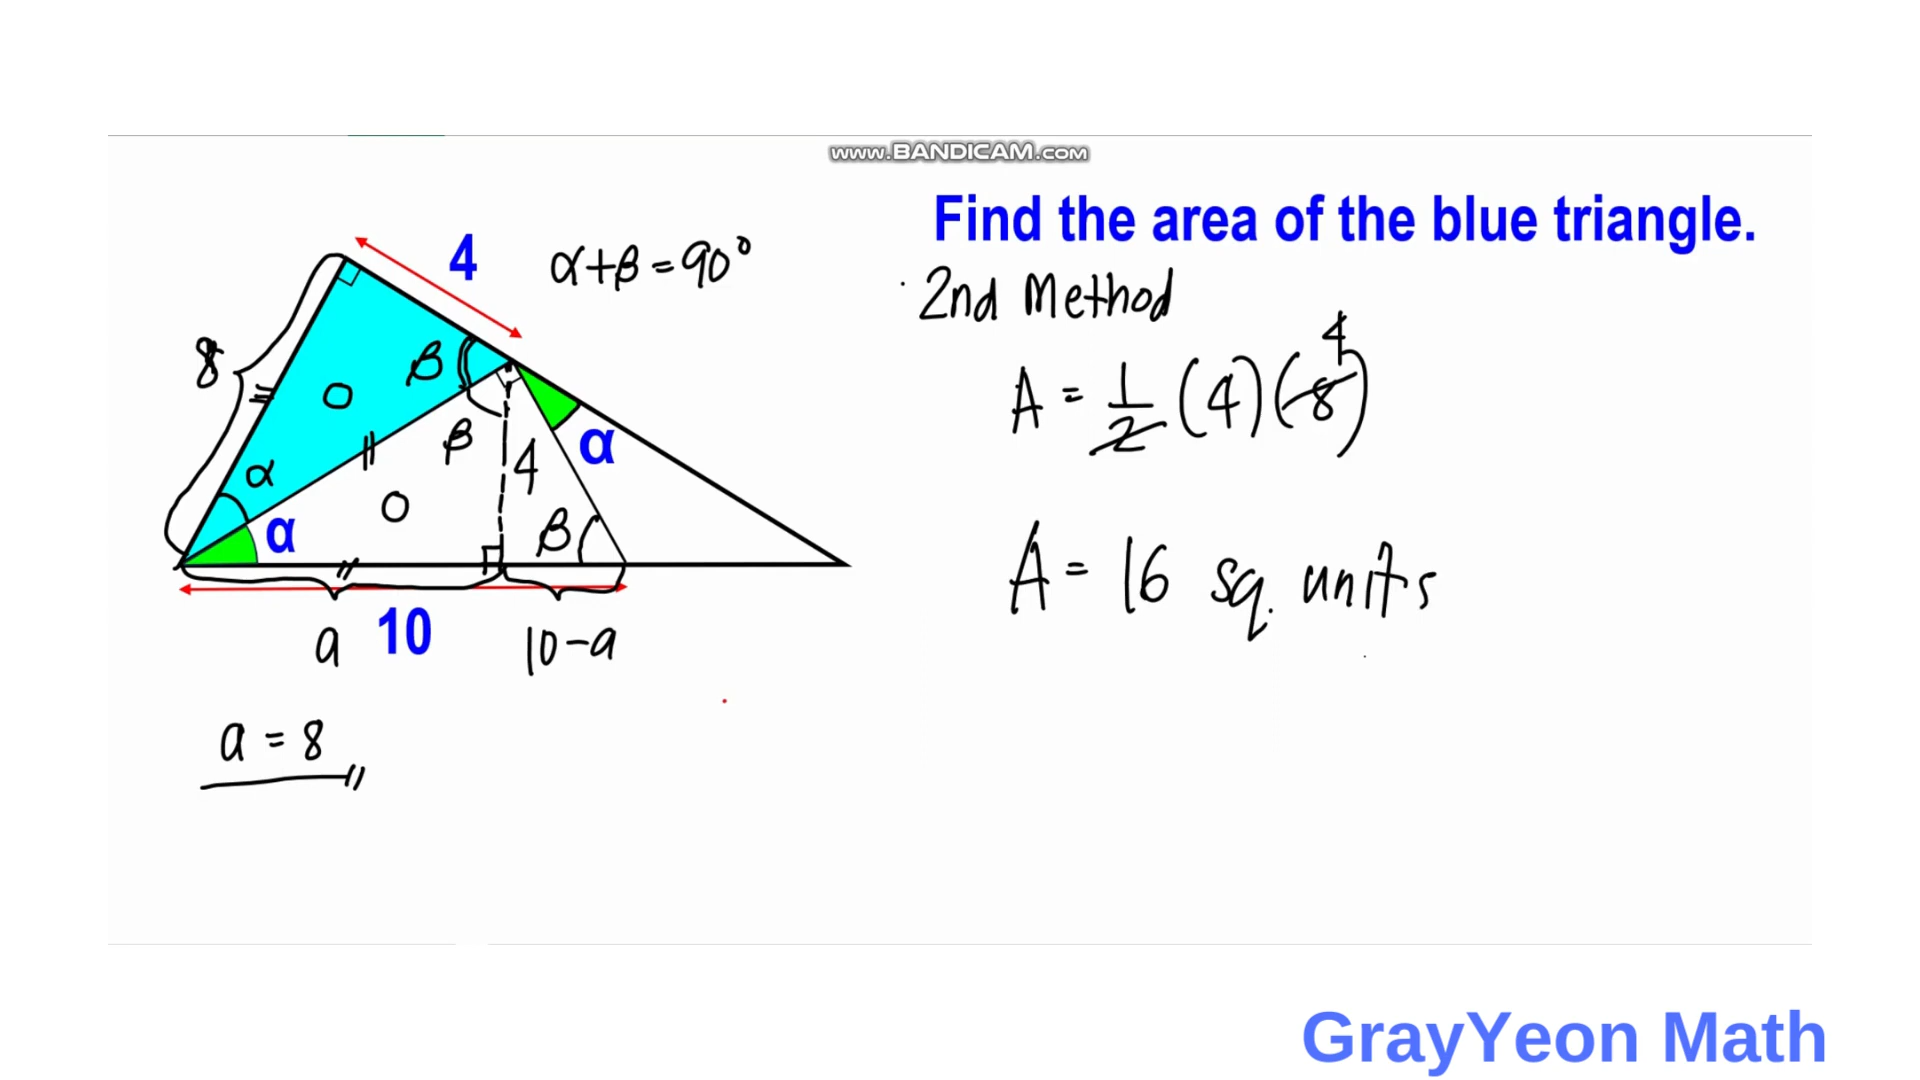 www.BANDICAM.com
Find the area of the blue triangle.
4
α+β=90°
2nd Method
8
β
4
A = 1/2 (4)(8)
O
β
α
4
α
O
α
β
A = 16 sq. units
a
10
10-a
a = 8
GrayYeon Math